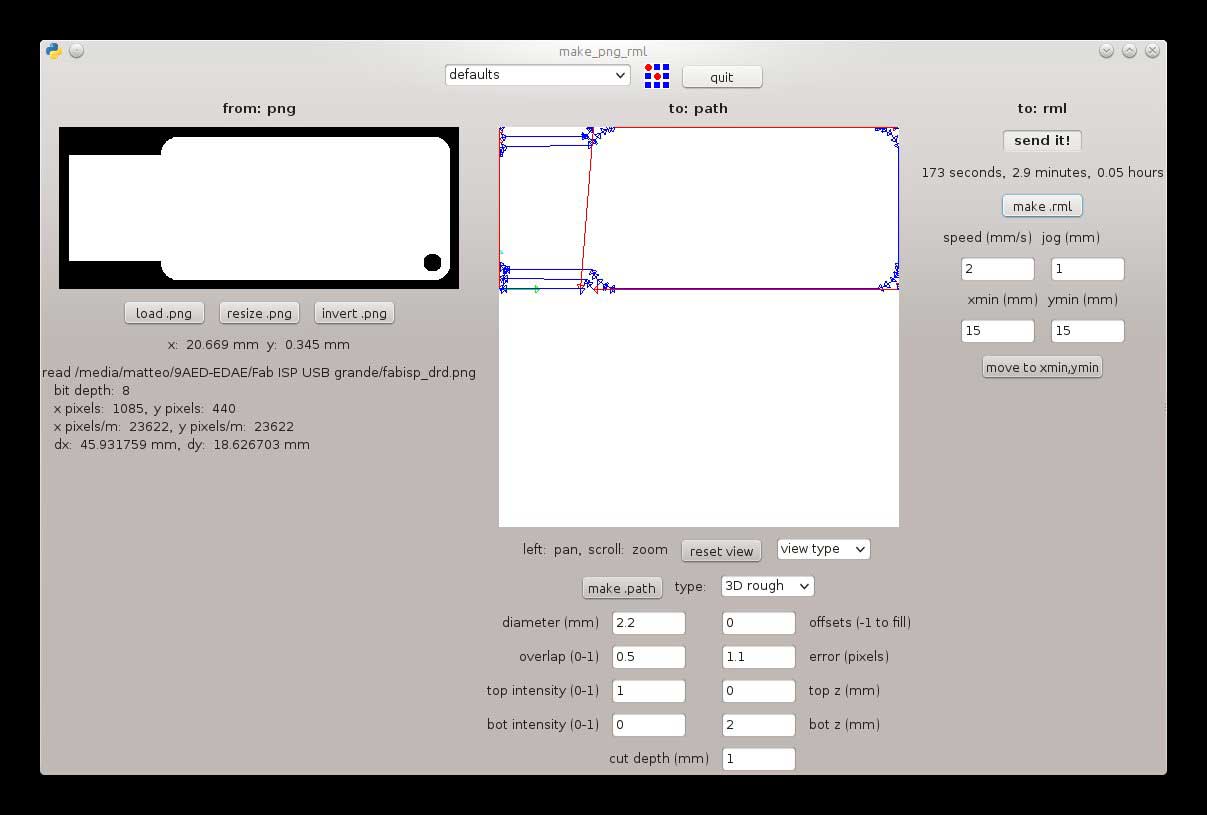 make_png_rml
defaults quit
from: png
load .png resize .png invert .png
x: 20.669 mm y: 0.345 mm
read /media/matteo/9AED-EDAE/Fab ISP USB grande/fabisp_drd.png
bit depth: 8
x pixels: 1085, y pixels: 440
x pixels/m: 23622, y pixels/m: 23622
dx: 45.931759 mm, dy: 18.626703 mm
to: path
left: pan, scroll: zoom reset view view type
make .path type: 3D rough
diameter (mm) 2.2 0 offsets (-1 to fill)
overlap (0-1) 0.5 1.1 error (pixels)
top intensity (0-1) 1 0 top z (mm)
bot intensity (0-1) 0 2 bot z (mm)
cut depth (mm) 1
to: rml
send it!
173 seconds, 2.9 minutes, 0.05 hours
make .rml
speed (mm/s) jog (mm)
2 1
xmin (mm) ymin (mm)
15 15
move to xmin,ymin